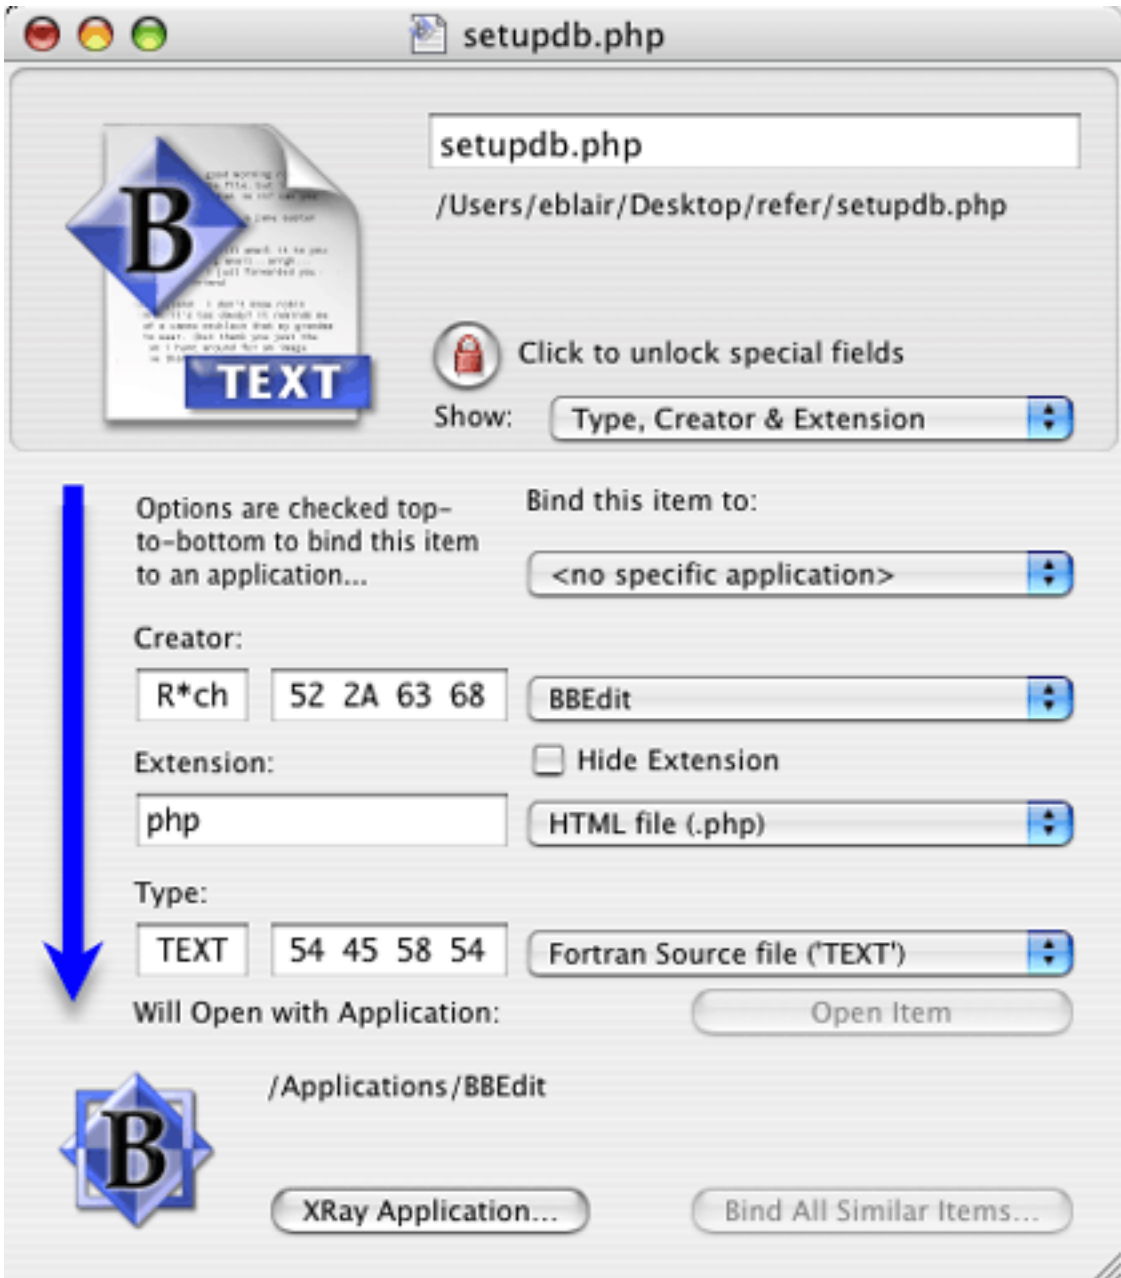 setupdb.php
B
TEXT
setupdb.php
/Users/eblair/Desktop/refer/setupdb.php
Click to unlock special fields
Show: Type, Creator & Extension
Options are checked top-
to-bottom to bind this item
to an application...
Bind this item to:
<no specific application>
Creator:
R*ch 52 2A 63 68 BBEdit
Extension: Hide Extension
php HTML file (.php)
Type:
TEXT 54 45 58 54 Fortran Source file ('TEXT')
Will Open with Application: Open Item
/Applications/BBEdit
B
XRay Application... Bind All Similar Items...